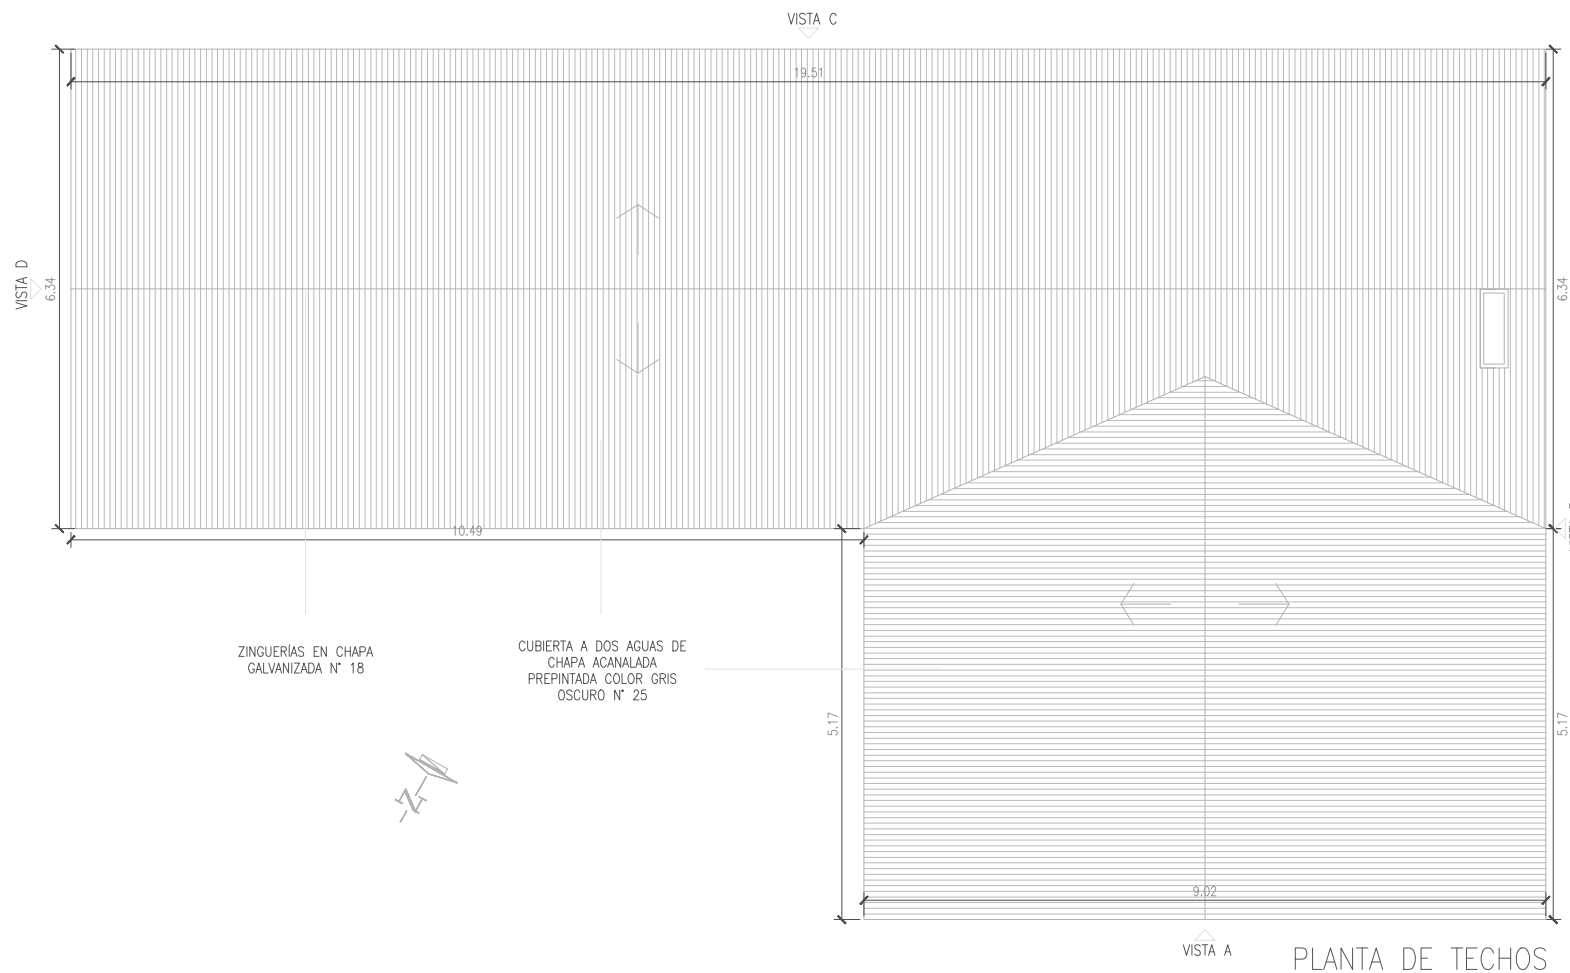 VISTA C
19.51
VISTA D
6.34
6.34
10.49
ZINGUERÍAS EN CHAPA
GALVANIZADA N° 18
CUBIERTA A DOS AGUAS DE
CHAPA ACANALADA
PREPINTADA COLOR GRIS
OSCURO N° 25
5.17
5.17
N
9.02
VISTA A
PLANTA DE TECHOS